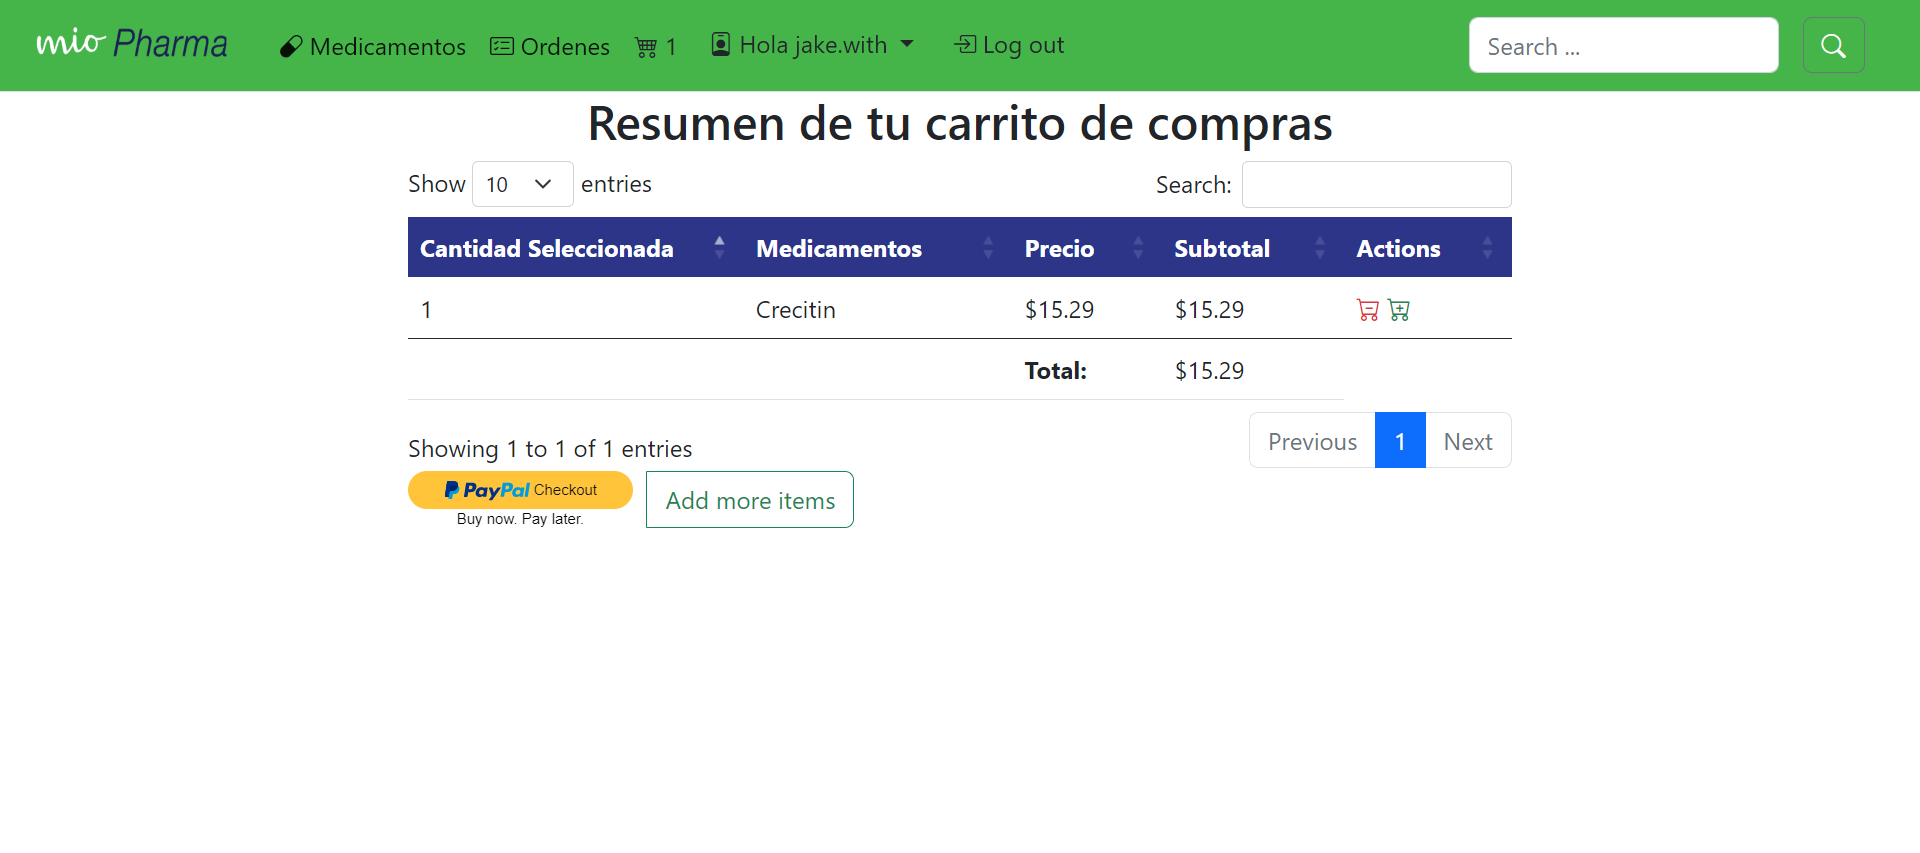 mio Pharma Medicamentos Ordenes 1 Hola jake.with Log out Search ...
Resumen de tu carrito de compras
Show 10 entries Search:
Cantidad Seleccionada Medicamentos Precio Subtotal Actions
1 Crecitin $15.29 $15.29
Total: $15.29
Showing 1 to 1 of 1 entries Previous 1 Next
PayPal Checkout Add more items
Buy now. Pay later.